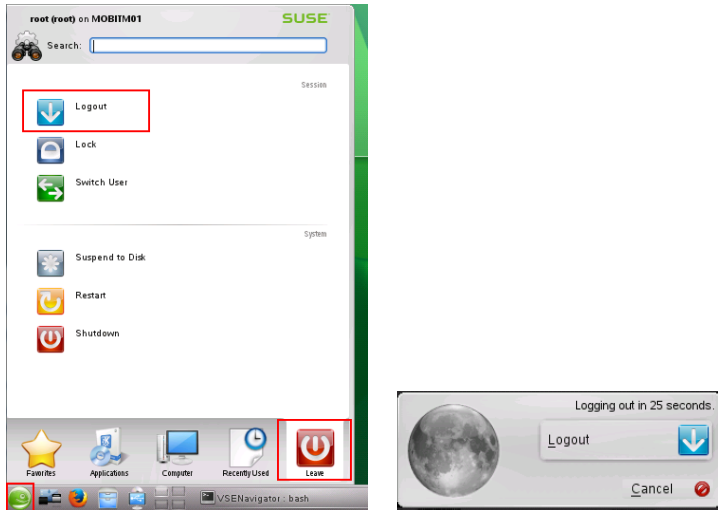 root (root) on MOBITM01
SUSE
Search:
Session
Logout
Lock
Switch User
System
Suspend to Disk
Restart
Shutdown
Favorites Applications Computer Recently Used Leave
VSENavigator : bash
Logging out in 25 seconds.
Logout
Cancel